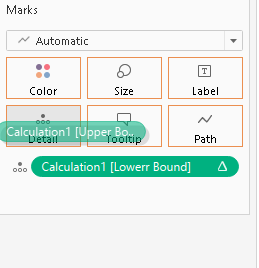 Marks
Automatic
Color
Size
Label
Calculation1 [Upper Bo..
Detail
Tooltip
Path
Calculation1 [Lowerr Bound]